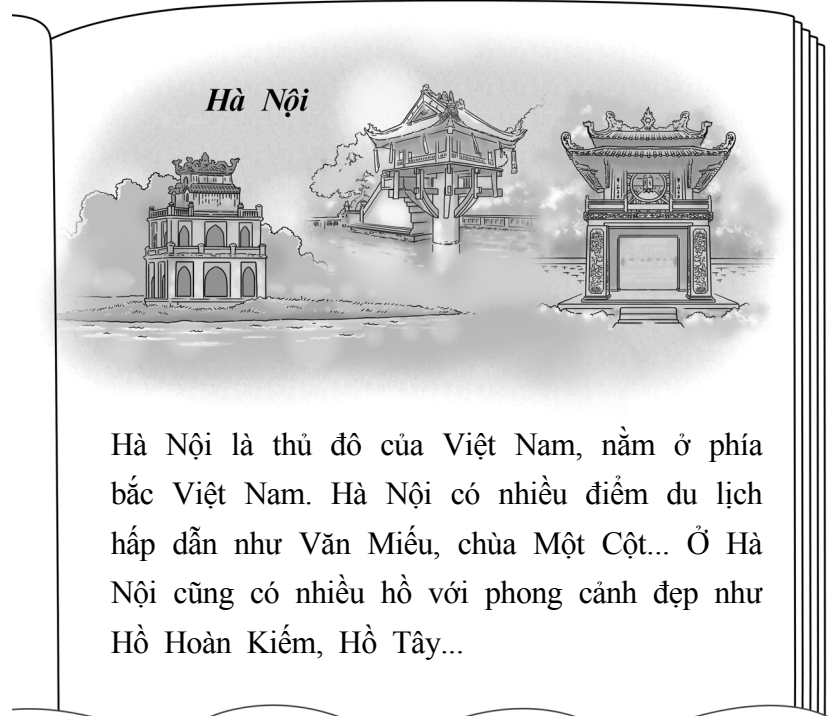 Hà Nội
Hà Nội là thủ đô của Việt Nam, nằm ở phía
bắc Việt Nam. Hà Nội có nhiều điểm du lịch
hấp dẫn như Văn Miếu, chùa Một Cột... Ở Hà
Nội cũng có nhiều hồ với phong cảnh đẹp như
Hồ Hoàn Kiếm, Hồ Tây...